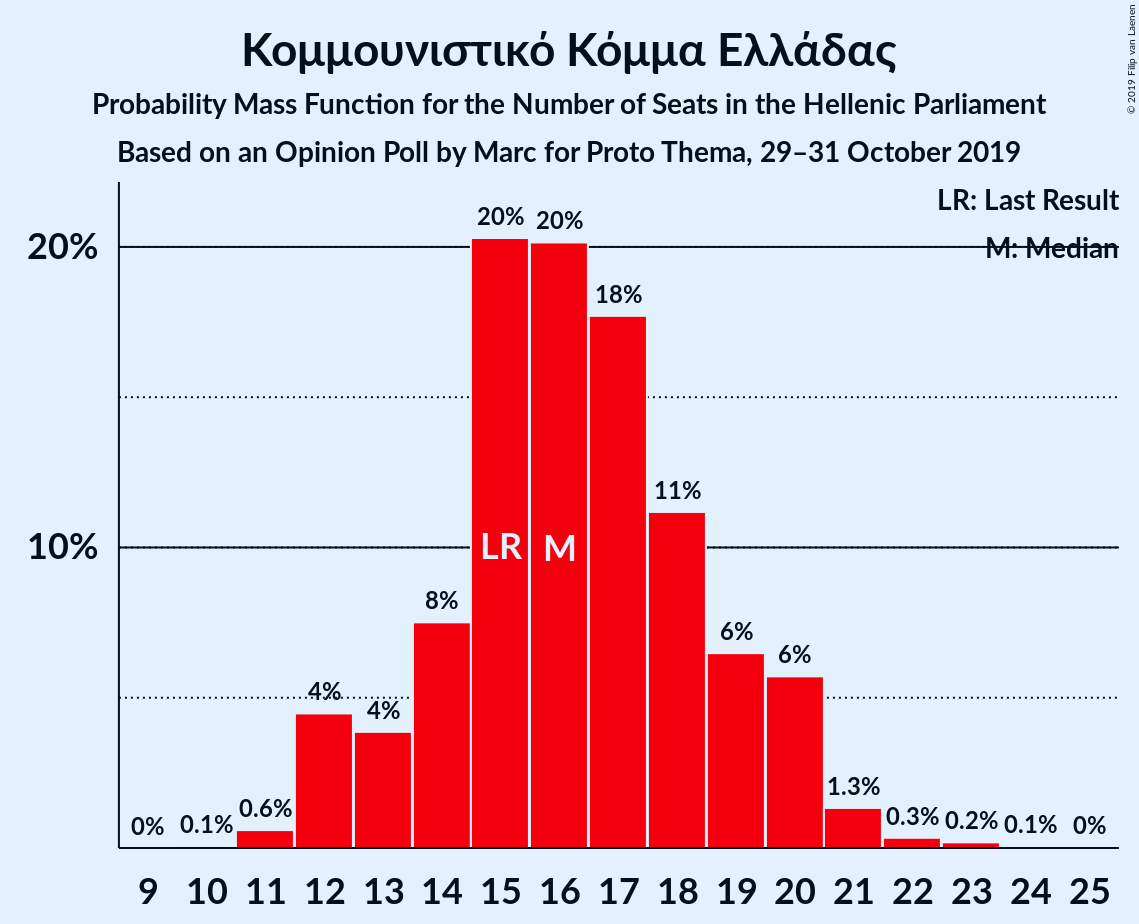 Κομμουνιστικό Κόμμα Ελλάδας
Probability Mass Function for the Number of Seats in the Hellenic Parliament
Based on an Opinion Poll by Marc for Proto Thema, 29–31 October 2019
© 2019 Filip van Laenen
LR: Last Result
M: Median
20%
10%
0%
0.1%
0.6%
4%
4%
8%
20%
20%
18%
11%
6%
6%
1.3%
0.3%
0.2%
0.1%
0%
LR
M
9 10 11 12 13 14 15 16 17 18 19 20 21 22 23 24 25